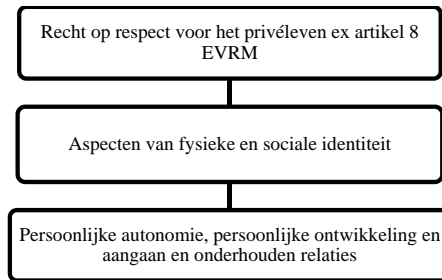 Recht op respect voor het privéleven ex artikel 8
EVRM
Aspecten van fysieke en sociale identiteit
Persoonlijke autonomie, persoonlijke ontwikkeling en
aangaan en onderhouden relaties